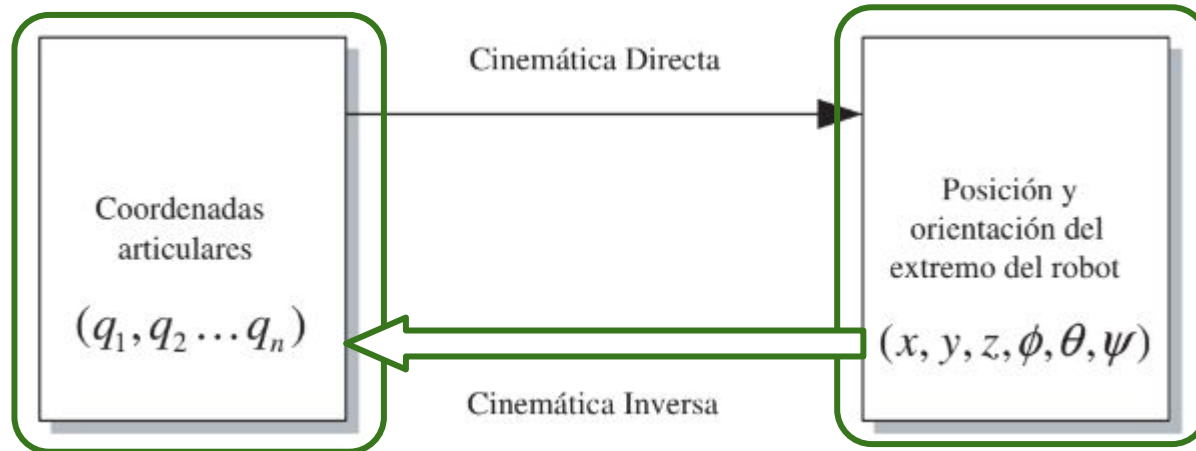 Cinemática Directa
Coordenadas
articulares
(q₁, q₂ … qₙ)
Posición y
orientación del
extremo del robot
(x, y, z, ϕ, θ, ψ)
Cinemática Inversa